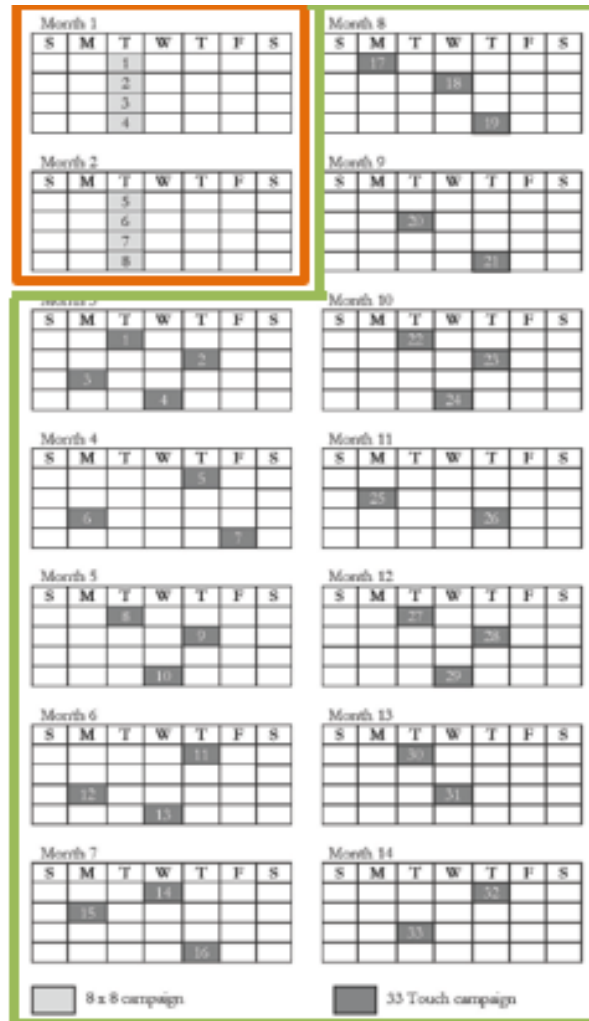 Month 1
S M T W T F S
1
2
3
4
Month 2
S M T W T F S
5
6
7
8
S M T W T F S
1
2
3
4
Month 4
S M T W T F S
5
6
7
Month 5
S M T W T F S
8
9
10
Month 6
S M T W T F S
11
12
13
Month 7
S M T W T F S
14
15
16
Month 8
S M T W T F S
17
18
19
Month 9
S M T W T F S
20
21
Month 10
S M T W T F S
22
23
24
Month 11
S M T W T F S
25
26
Month 12
S M T W T F S
27
28
29
Month 13
S M T W T F S
30
31
Month 14
S M T W T F S
32
33
8 x 8 campaign
33 Touch campaign